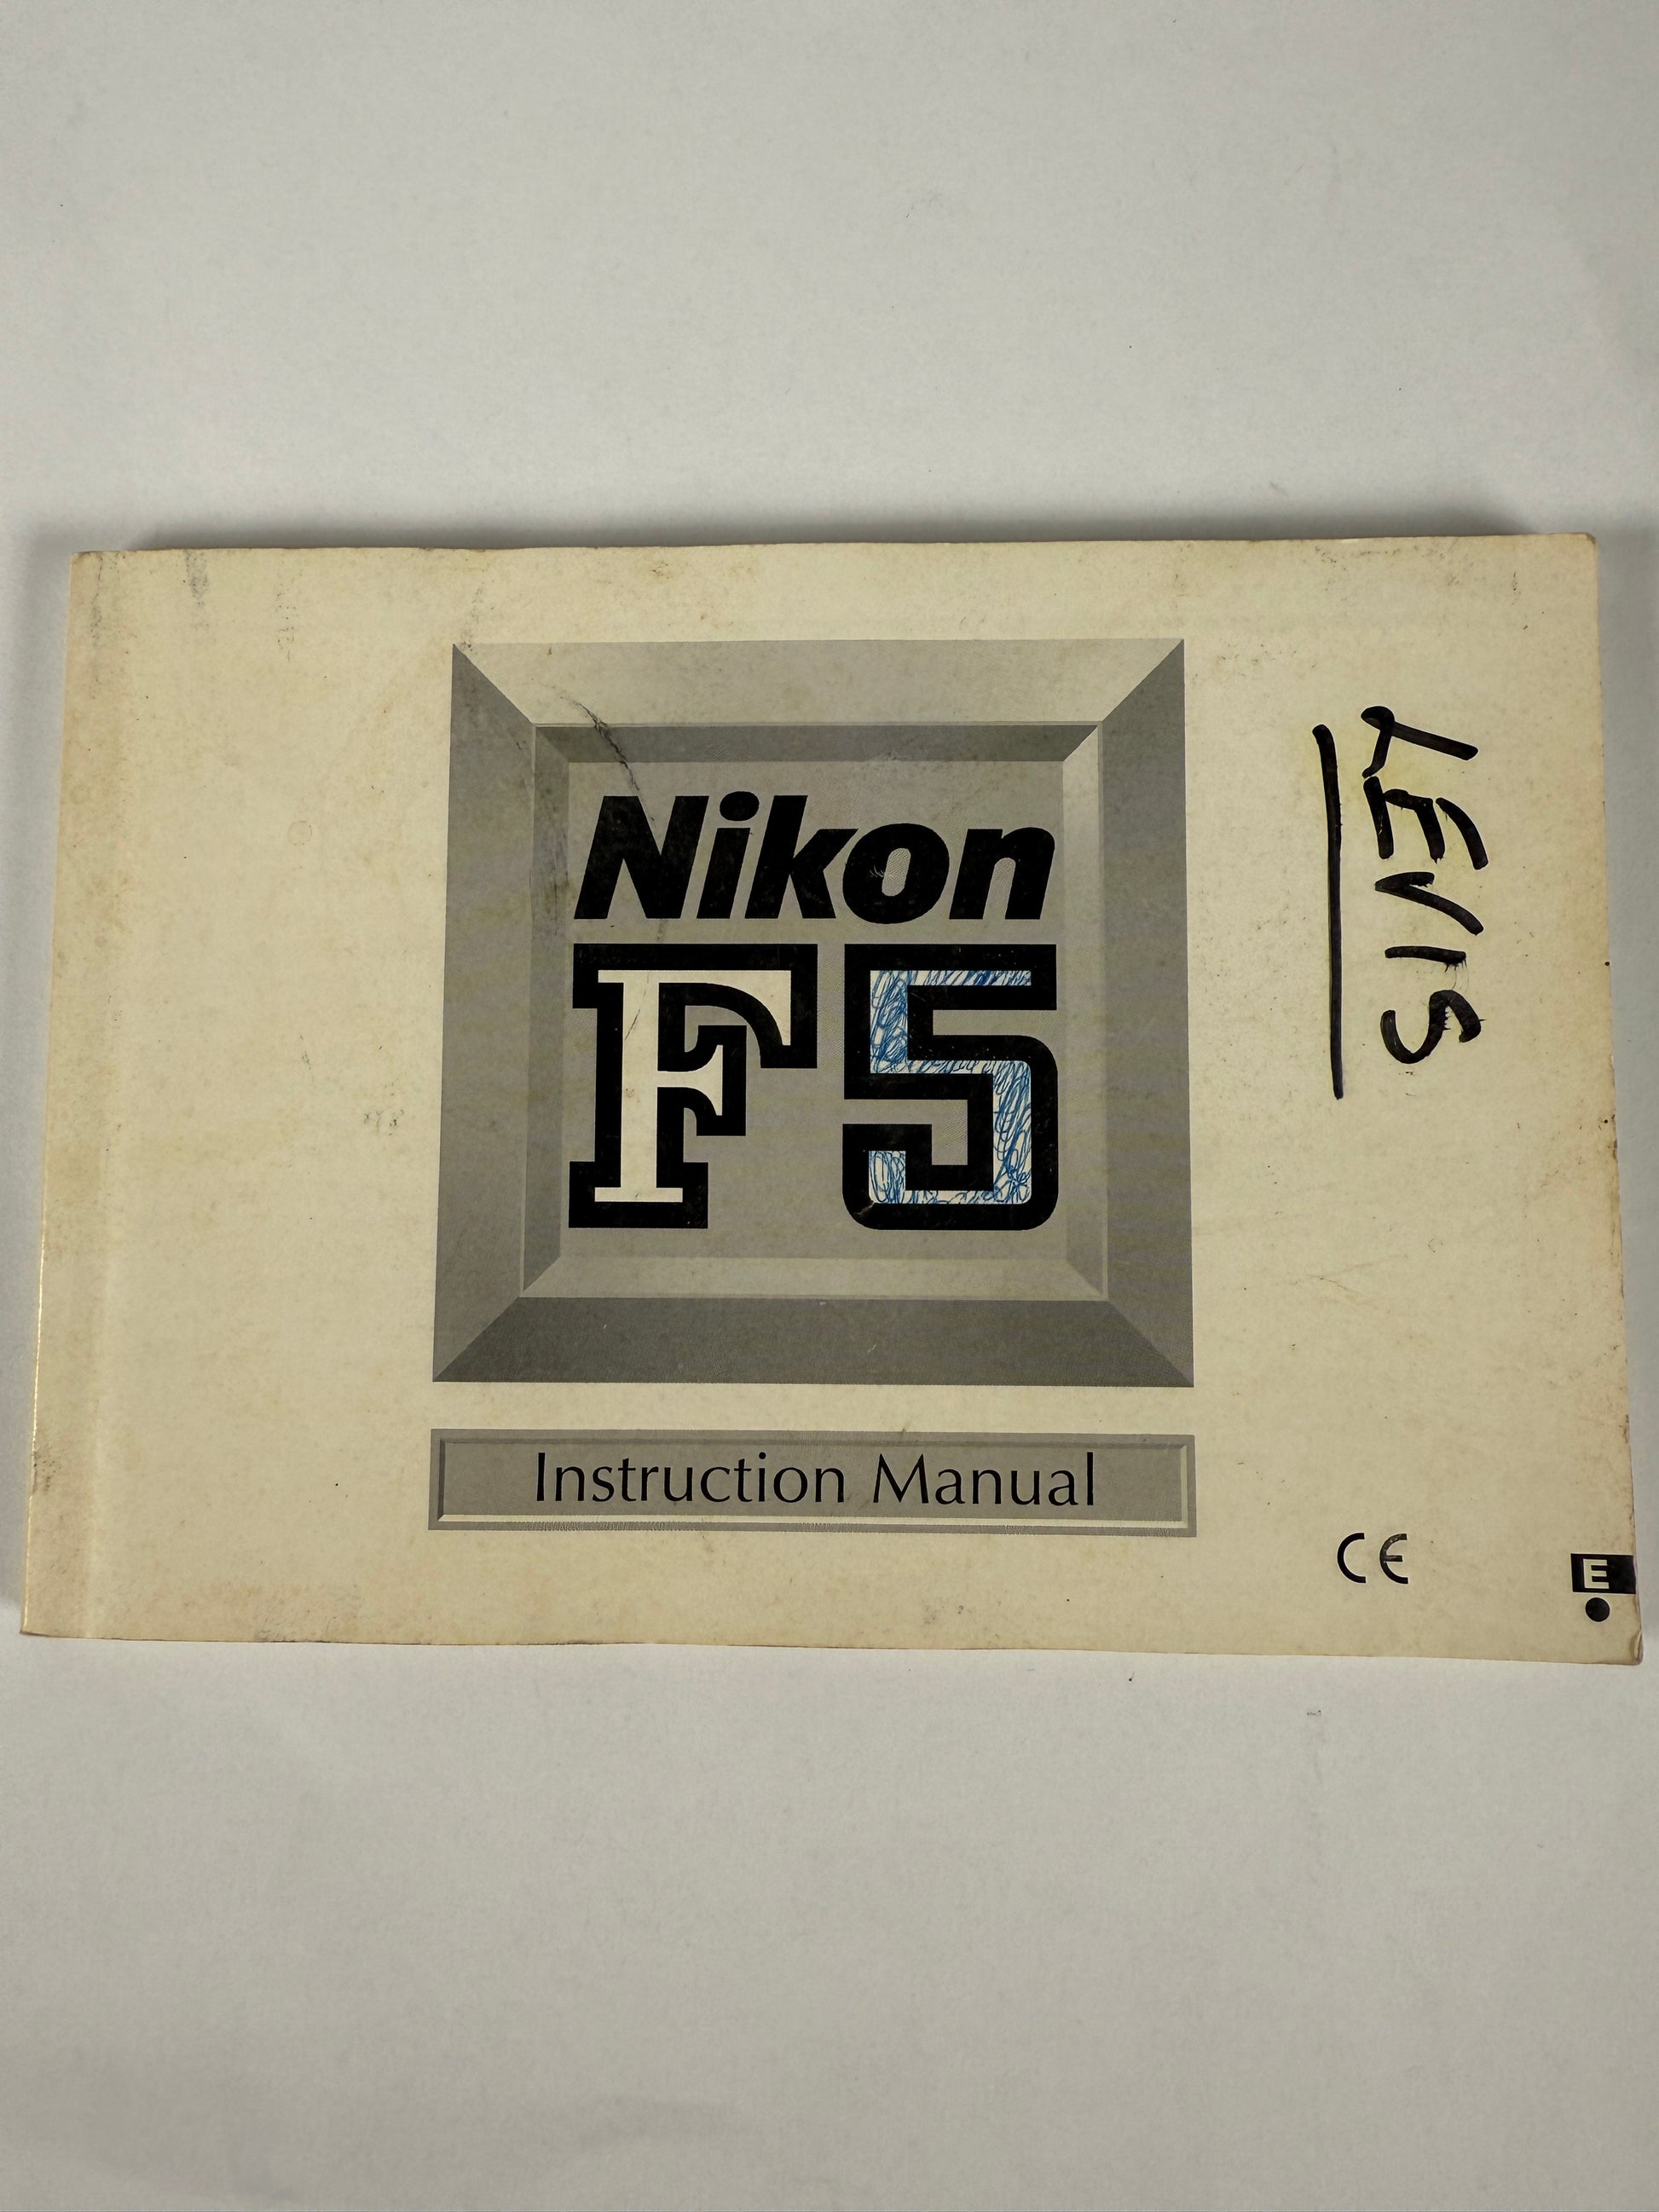 Nikon
F5
Instruction Manual
LEVIS
CE
E